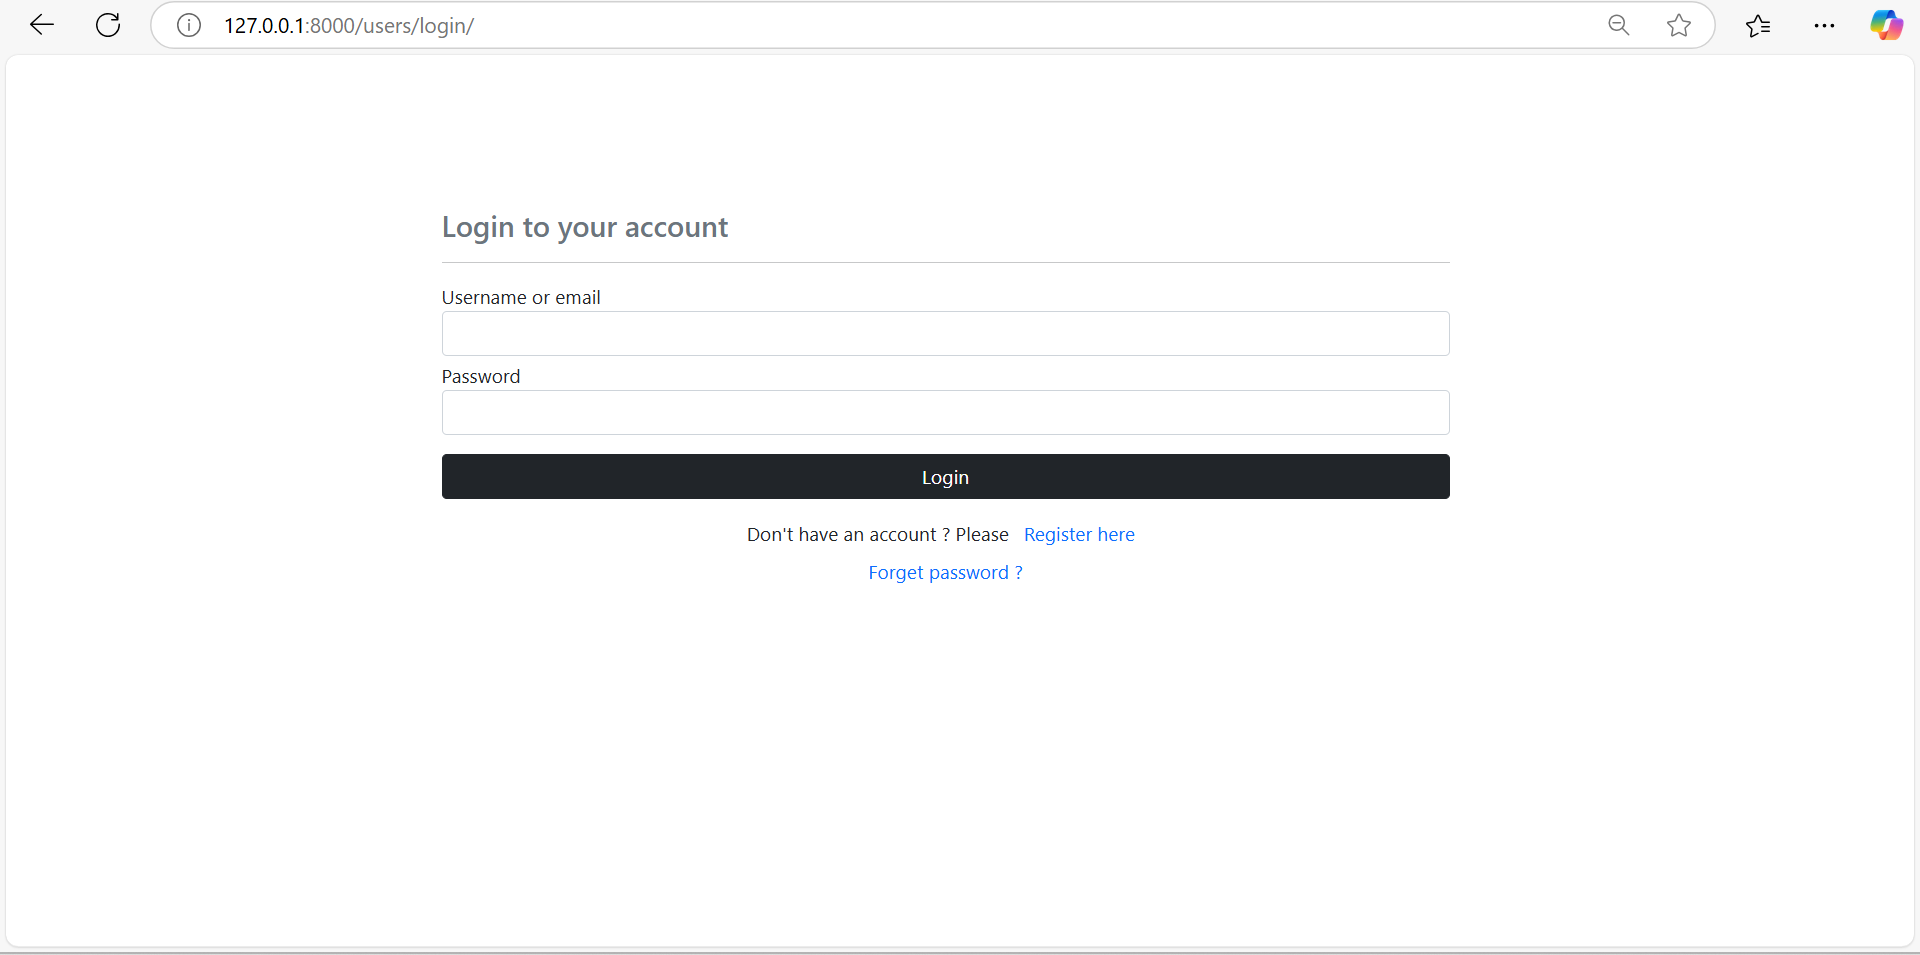 127.0.0.1:8000/users/login/
Login to your account
Username or email
Password
Login
Don't have an account ? Please Register here
Forget password ?